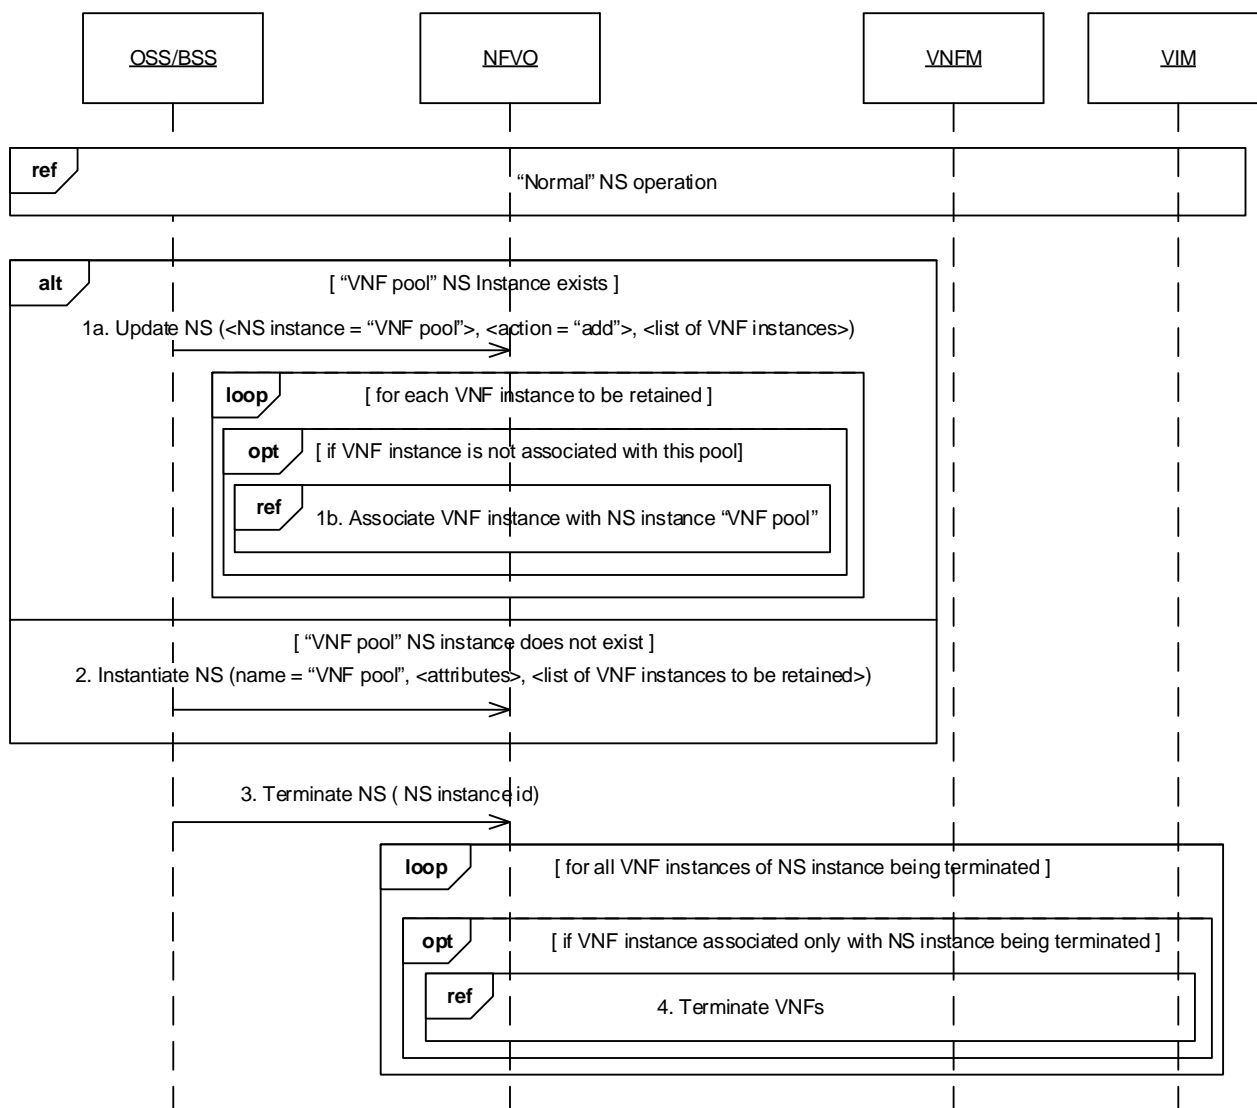 OSS/BSS
NFVO
VNFM
VIM
ref
“Normal” NS operation
alt
[ “VNF pool” NS Instance exists ]
1a. Update NS (<NS instance = “VNF pool”>, <action = “add”>, <list of VNF instances>)
loop
[ for each VNF instance to be retained ]
opt
[ if VNF instance is not associated with this pool]
ref
1b. Associate VNF instance with NS instance “VNF pool”
[ “VNF pool” NS instance does not exist ]
2. Instantiate NS (name = “VNF pool”, <attributes>, <list of VNF instances to be retained>)
3. Terminate NS ( NS instance id)
loop
[ for all VNF instances of NS instance being terminated ]
opt
[ if VNF instance associated only with NS instance being terminated ]
ref
4. Terminate VNFs